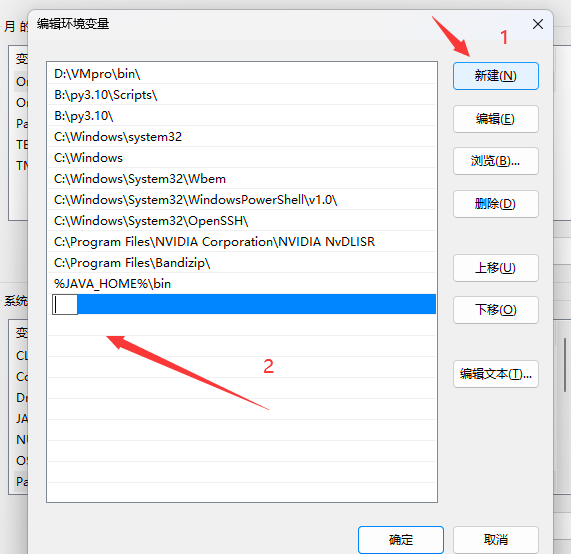 月 的
编辑环境变量
1
变
D:\VMpro\bin\
新建(N)
Or
B:\py3.10\Scripts\
Or
B:\py3.10\
编辑(E)
Pa
C:\Windows\system32
TE
C:\Windows
浏览(B)...
TM
C:\Windows\System32\Wbem
C:\Windows\System32\WindowsPowerShell\v1.0\
删除(D)
C:\Windows\System32\OpenSSH\
C:\Program Files\NVIDIA Corporation\NVIDIA NvDLISR
C:\Program Files\Bandizip\
上移(U)
%JAVA_HOME%\bin
系统
下移(O)
变
CL
2
Co
编辑文本(T)...
Dr
JA
NU
OS
Pa
确定
取消